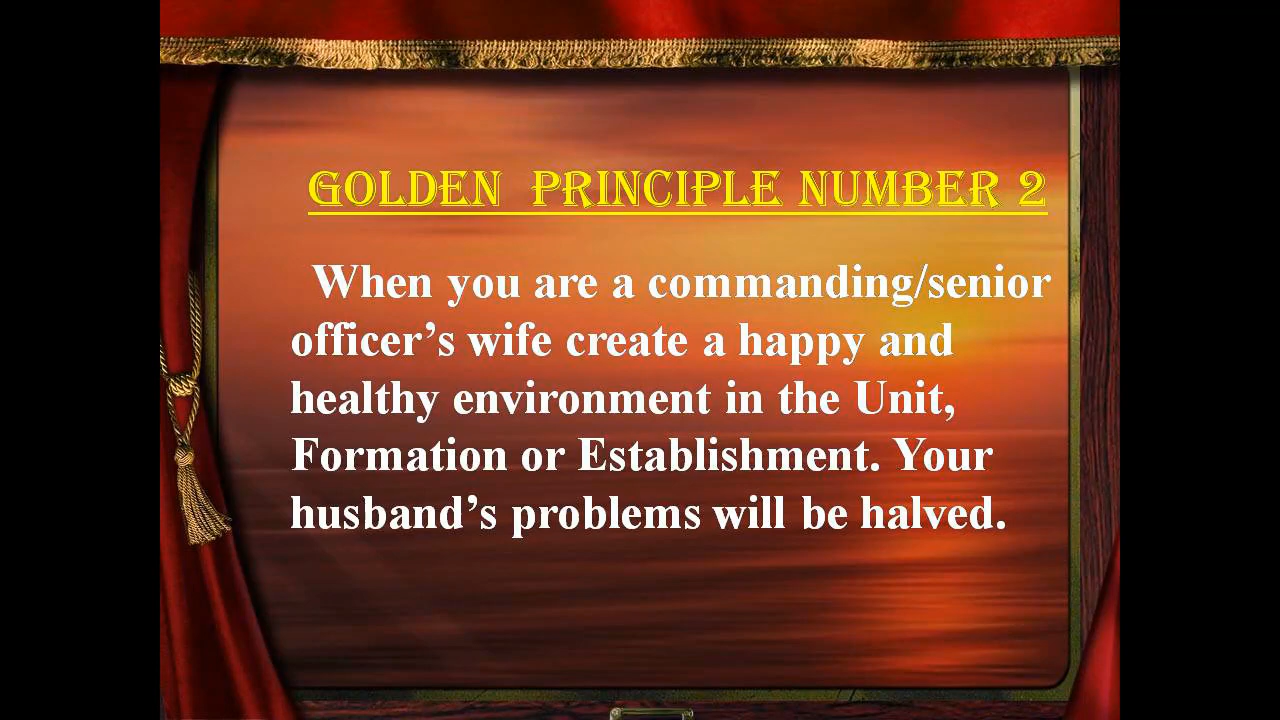 GOLDEN PRINCIPLE NUMBER 2
When you are a commanding/senior
officer’s wife create a happy and
healthy environment in the Unit,
Formation or Establishment. Your
husband’s problems will be halved.